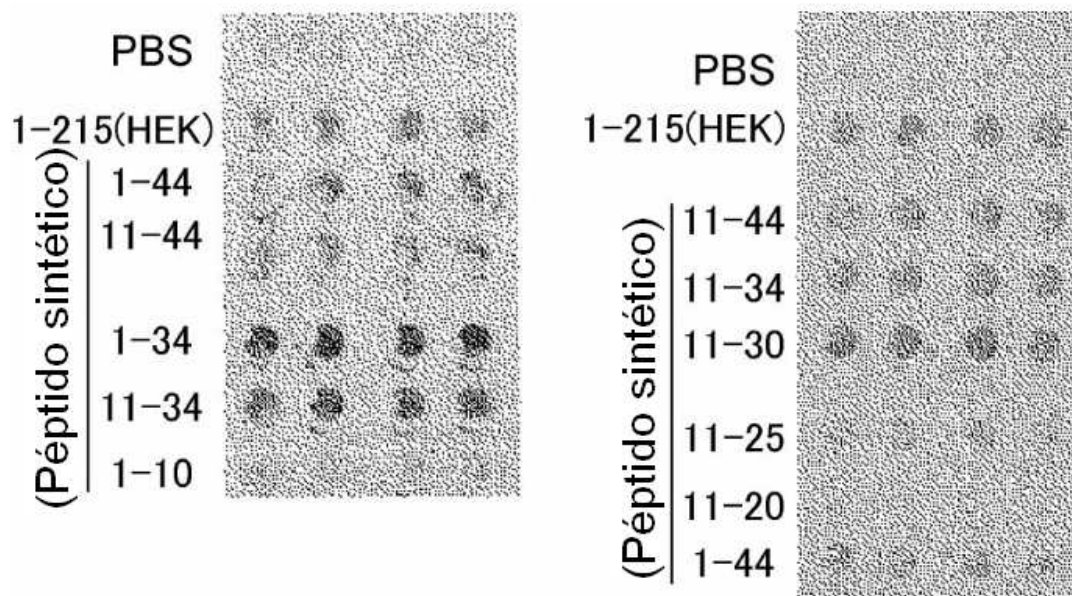 PBS
1-215(HEK)
(Péptido sintético)
1-44
11-44
1-34
11-34
1-10
PBS
1-215(HEK)
(Péptido sintético)
11-44
11-34
11-30
11-25
11-20
1-44